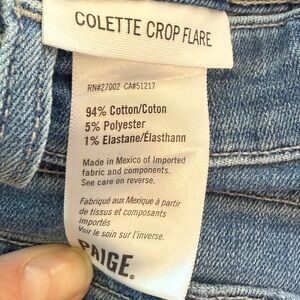 COLETTE CROP FLARE
RN#27002 CA#51217
94% Cotton/Coton
5% Polyester
1% Elastane/Élasthann
Made in Mexico of Imported
fabric and components.
See care on reverse.
Fabriqué aux Mexique à partir
de tissus et composants
importés
Voir le soin sur l'inverse.
PAIGE.